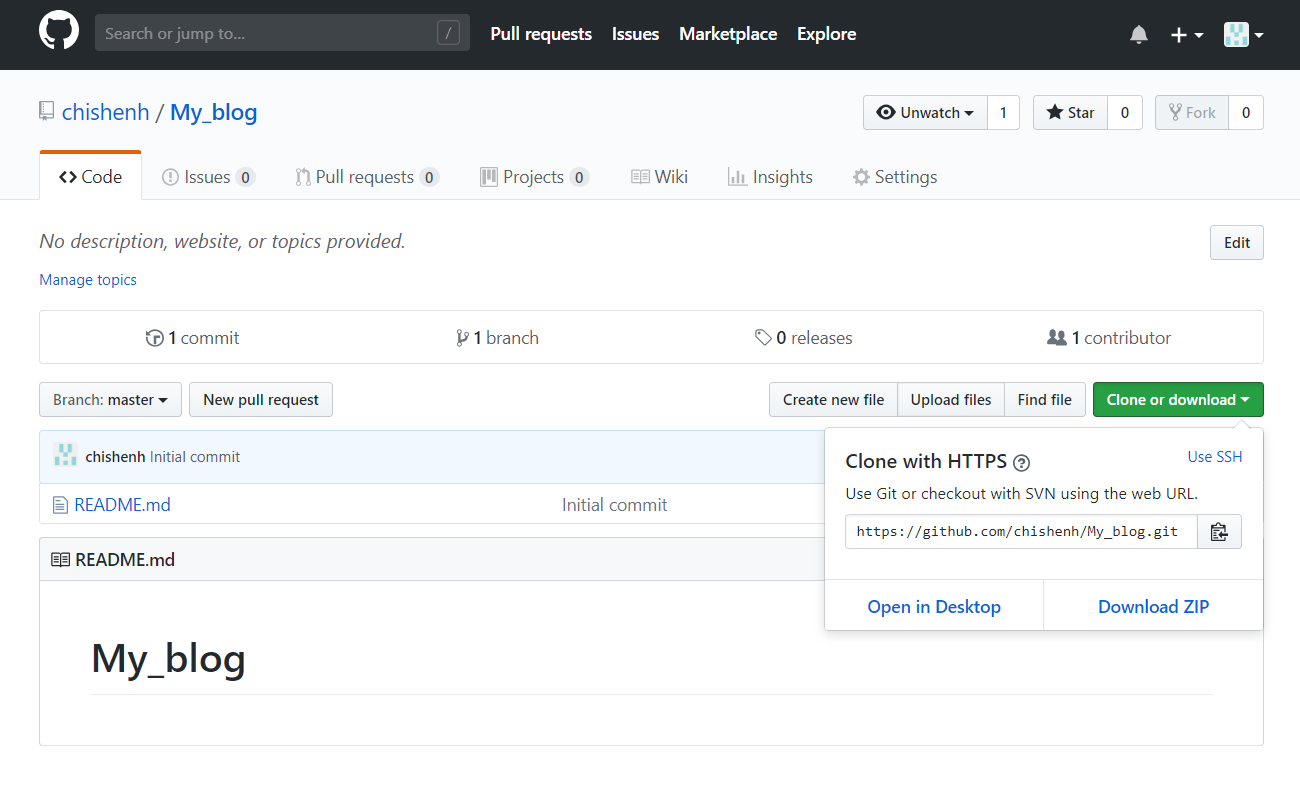 Search or jump to... /
Pull requests Issues Marketplace Explore
chishenh / My_blog
Unwatch 1 Star 0 Fork 0
Code Issues 0 Pull requests 0 Projects 0 Wiki Insights Settings
No description, website, or topics provided. Edit
Manage topics
1 commit 1 branch 0 releases 1 contributor
Branch: master New pull request Create new file Upload files Find file Clone or download
chishenh Initial commit
README.md Initial commit
Clone with HTTPS ? Use SSH
Use Git or checkout with SVN using the web URL.
https://github.com/chishenh/My_blog.git
Open in Desktop Download ZIP
README.md
My_blog